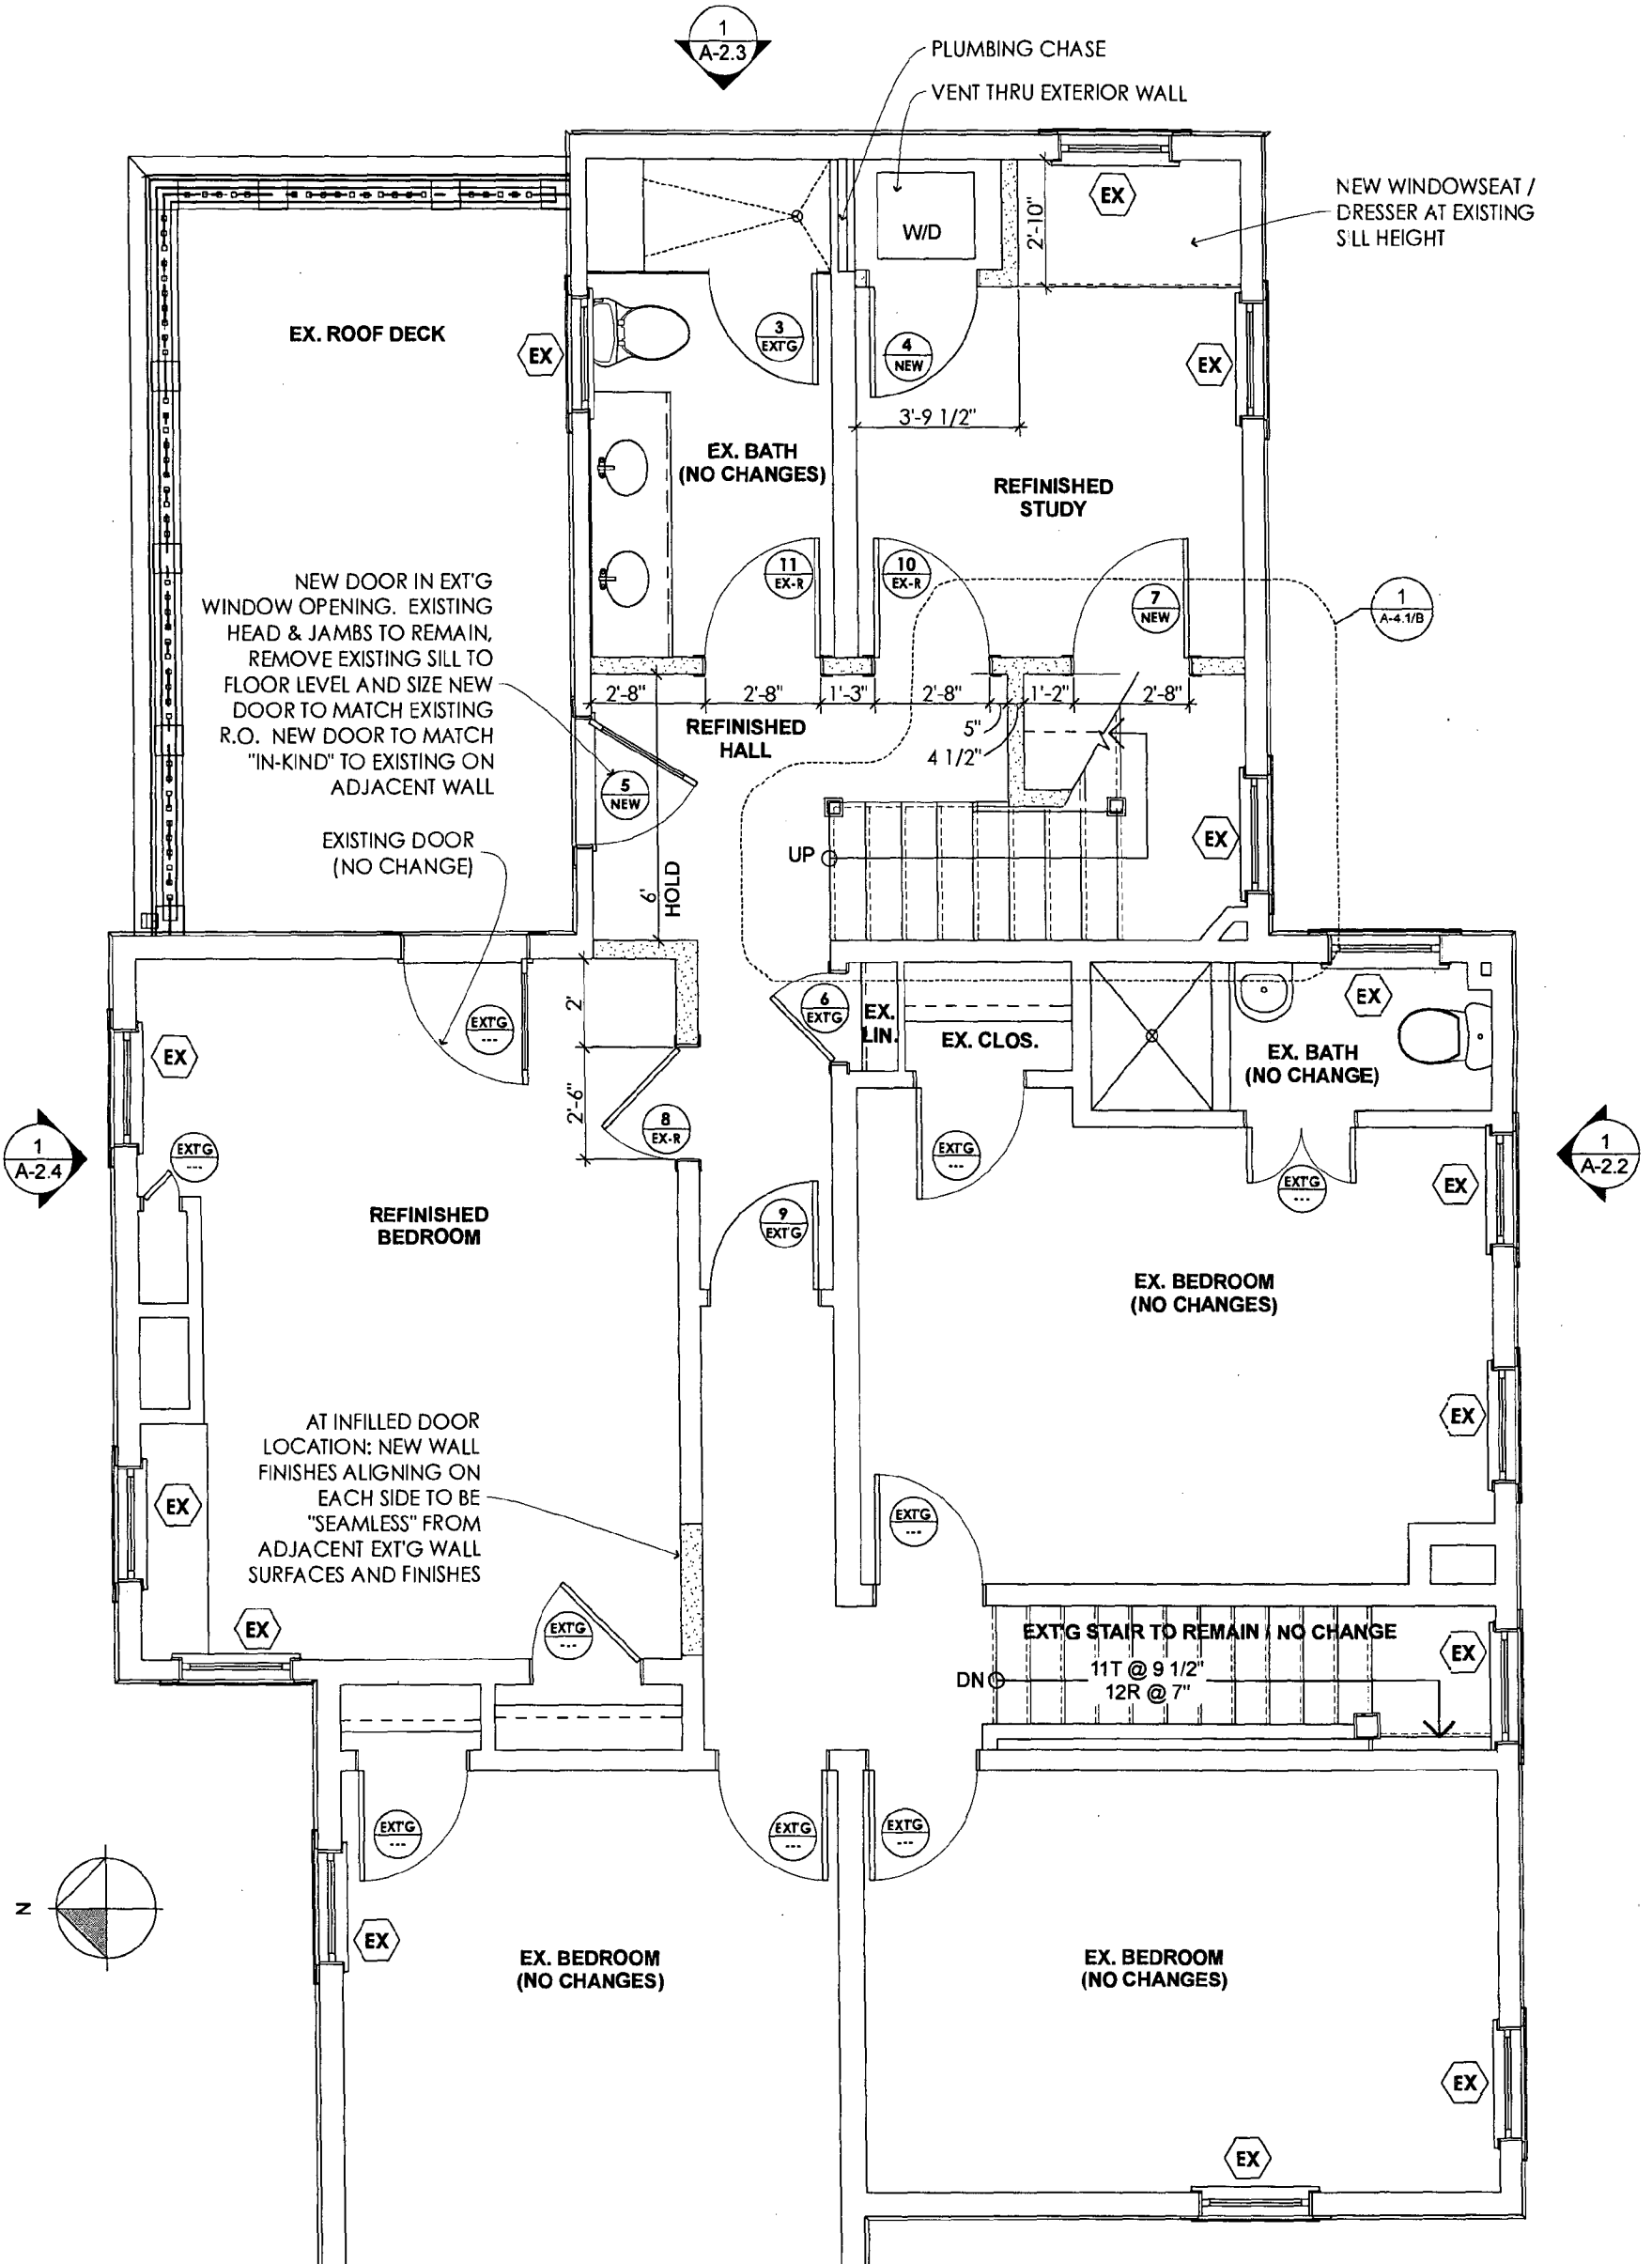 1
A-2.3
PLUMBING CHASE
VENT THRU EXTERIOR WALL
EX
NEW WINDOWSEAT /
DRESSER AT EXISTING
SILL HEIGHT
2'-10"
W/D
EX. ROOF DECK
EX
3
EXT'G
4
NEW
EX
3'-9 1/2"
EX. BATH
(NO CHANGES)
REFINISHED
STUDY
11
EX-R
10
EX-R
7
NEW
1
A-4.1/B
NEW DOOR IN EXT'G
WINDOW OPENING. EXISTING
HEAD & JAMBS TO REMAIN,
REMOVE EXISTING SILL TO
FLOOR LEVEL AND SIZE NEW
DOOR TO MATCH EXISTING
R.O. NEW DOOR TO MATCH
"IN-KIND" TO EXISTING ON
ADJACENT WALL
2'-8"
2'-8"
1'-3"
2'-8"
1'-2"
2'-8"
5"
4 1/2"
REFINISHED
HALL
5
NEW
EXISTING DOOR
(NO CHANGE)
UP
EX
6'
HOLD
2'
EXT'G
---
6
EXT'G
EX.
LIN.
EX. CLOS.
EX
EX. BATH
(NO CHANGE)
EX
2'-6"
8
EX-R
1
A-2.4
EXT'G
---
EXT'G
---
EXT'G
---
EX
1
A-2.2
REFINISHED
BEDROOM
9
EXT'G
EX. BEDROOM
(NO CHANGES)
EX
AT INFILLED DOOR
LOCATION: NEW WALL
FINISHES ALIGNING ON
EACH SIDE TO BE
"SEAMLESS" FROM
ADJACENT EXT'G WALL
SURFACES AND FINISHES
EX
EXT'G
---
EX
EXT'G
---
EXT'G STAIR TO REMAIN / NO CHANGE
EX
DN
11T @ 9 1/2"
12R @ 7"
EXT'G
---
EXT'G
---
EXT'G
---
N
EX
EX. BEDROOM
(NO CHANGES)
EX. BEDROOM
(NO CHANGES)
EX
EX